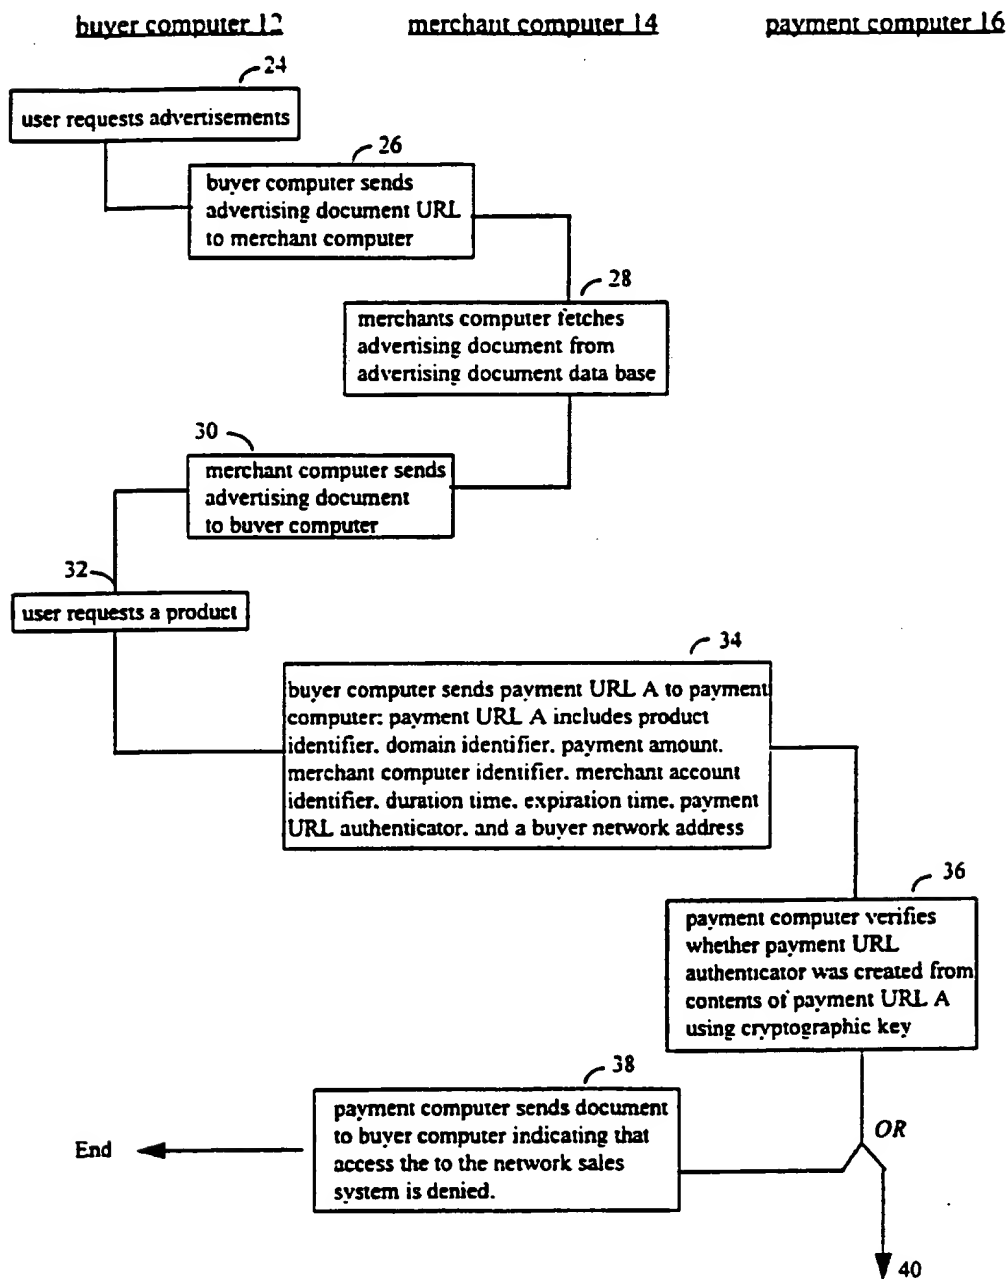 buyer computer 12
merchant computer 14
payment computer 16
24
user requests advertisements
26
buyer computer sends
advertising document URL
to merchant computer
28
merchants computer fetches
advertising document from
advertising document data base
30
merchant computer sends
advertising document
to buyer computer
32
user requests a product
34
buyer computer sends payment URL A to payment
computer; payment URL A includes product
identifier, domain identifier, payment amount,
merchant computer identifier, merchant account
identifier, duration time, expiration time, payment
URL authenticator, and a buyer network address
36
payment computer verifies
whether payment URL
authenticator was created from
contents of payment URL A
using cryptographic key
38
payment computer sends document
to buyer computer indicating that
access the to the network sales
system is denied.
End
OR
40